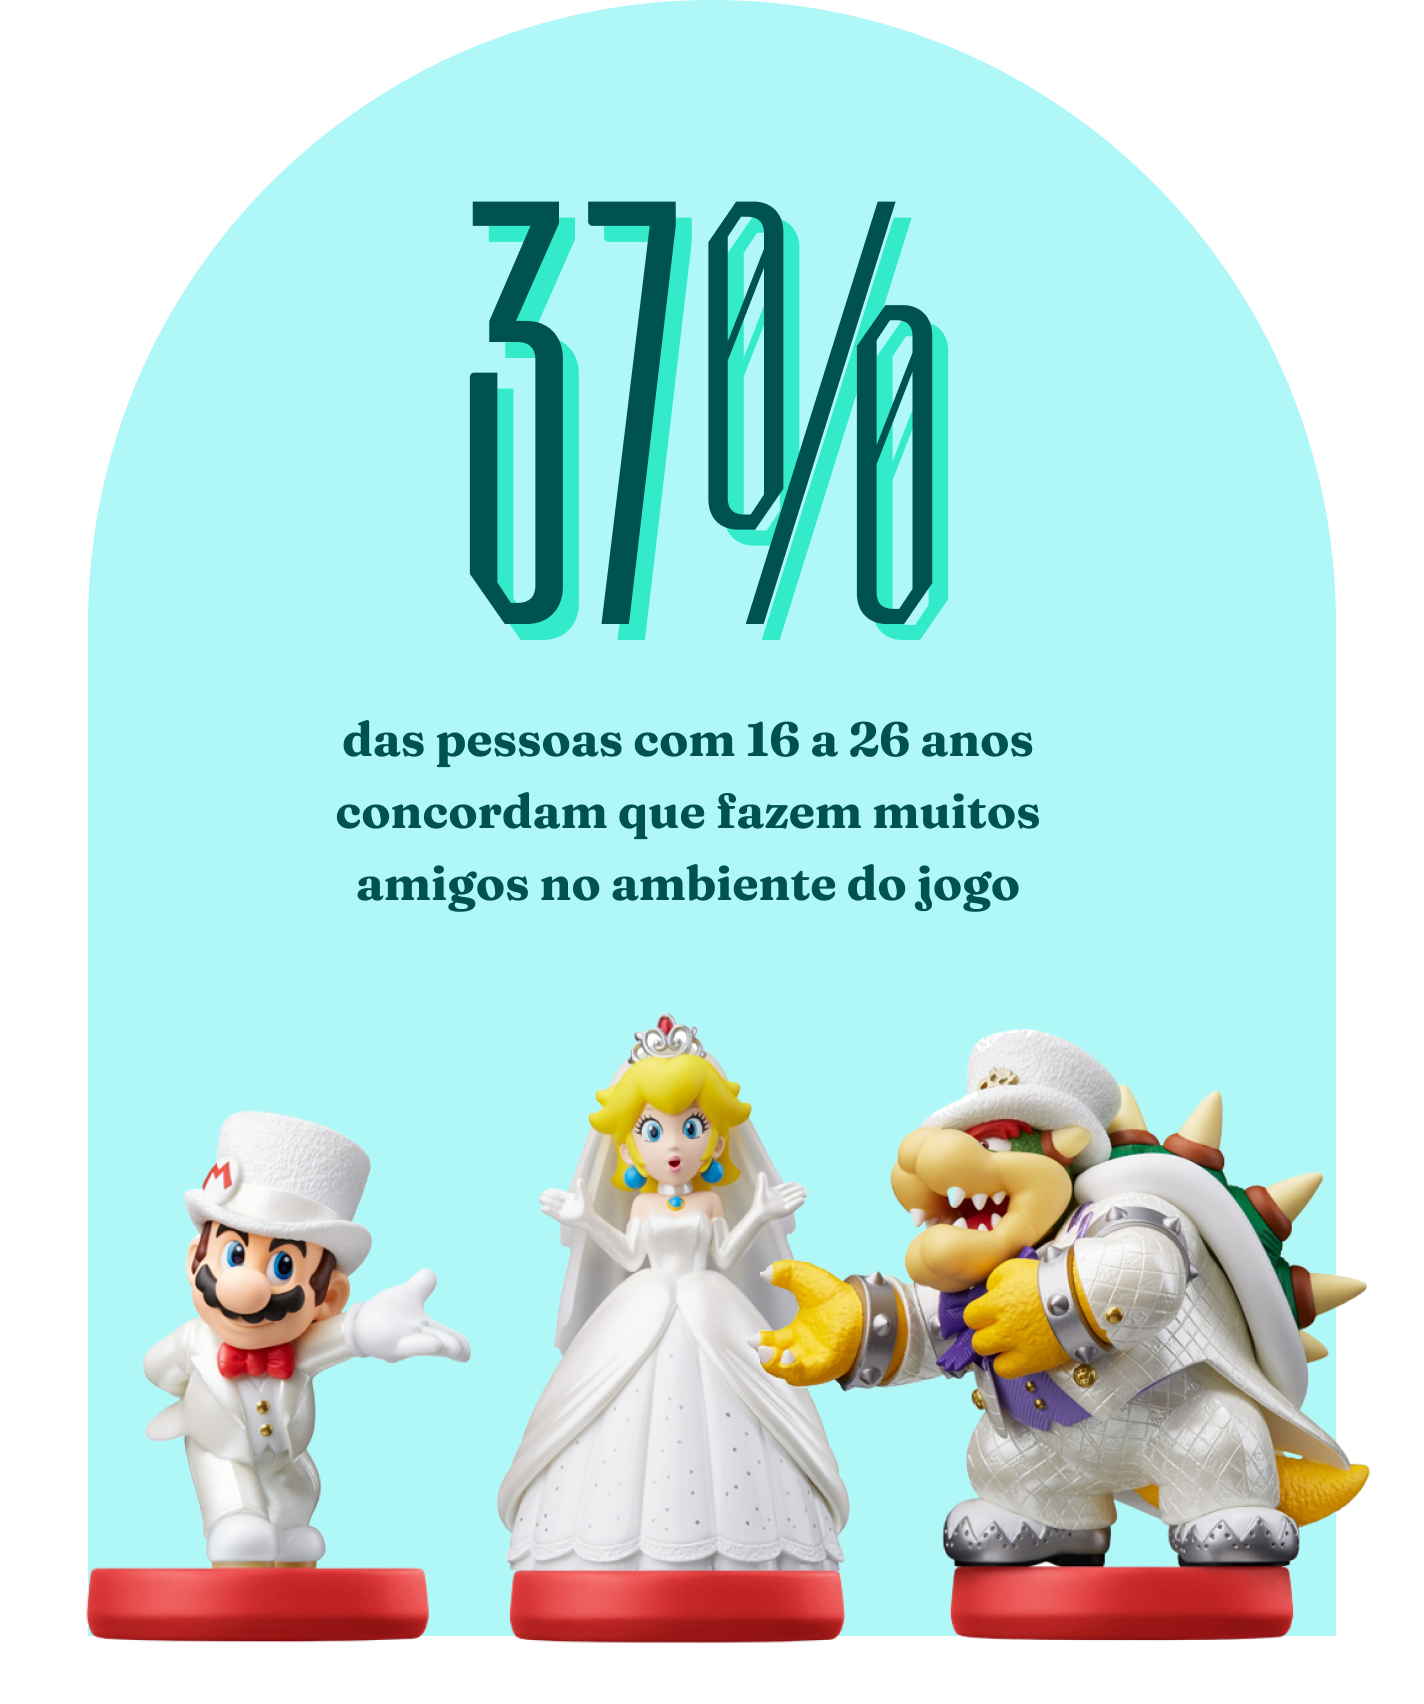 37%
das pessoas com 16 a 26 anos
concordam que fazem muitos
amigos no ambiente do jogo
M